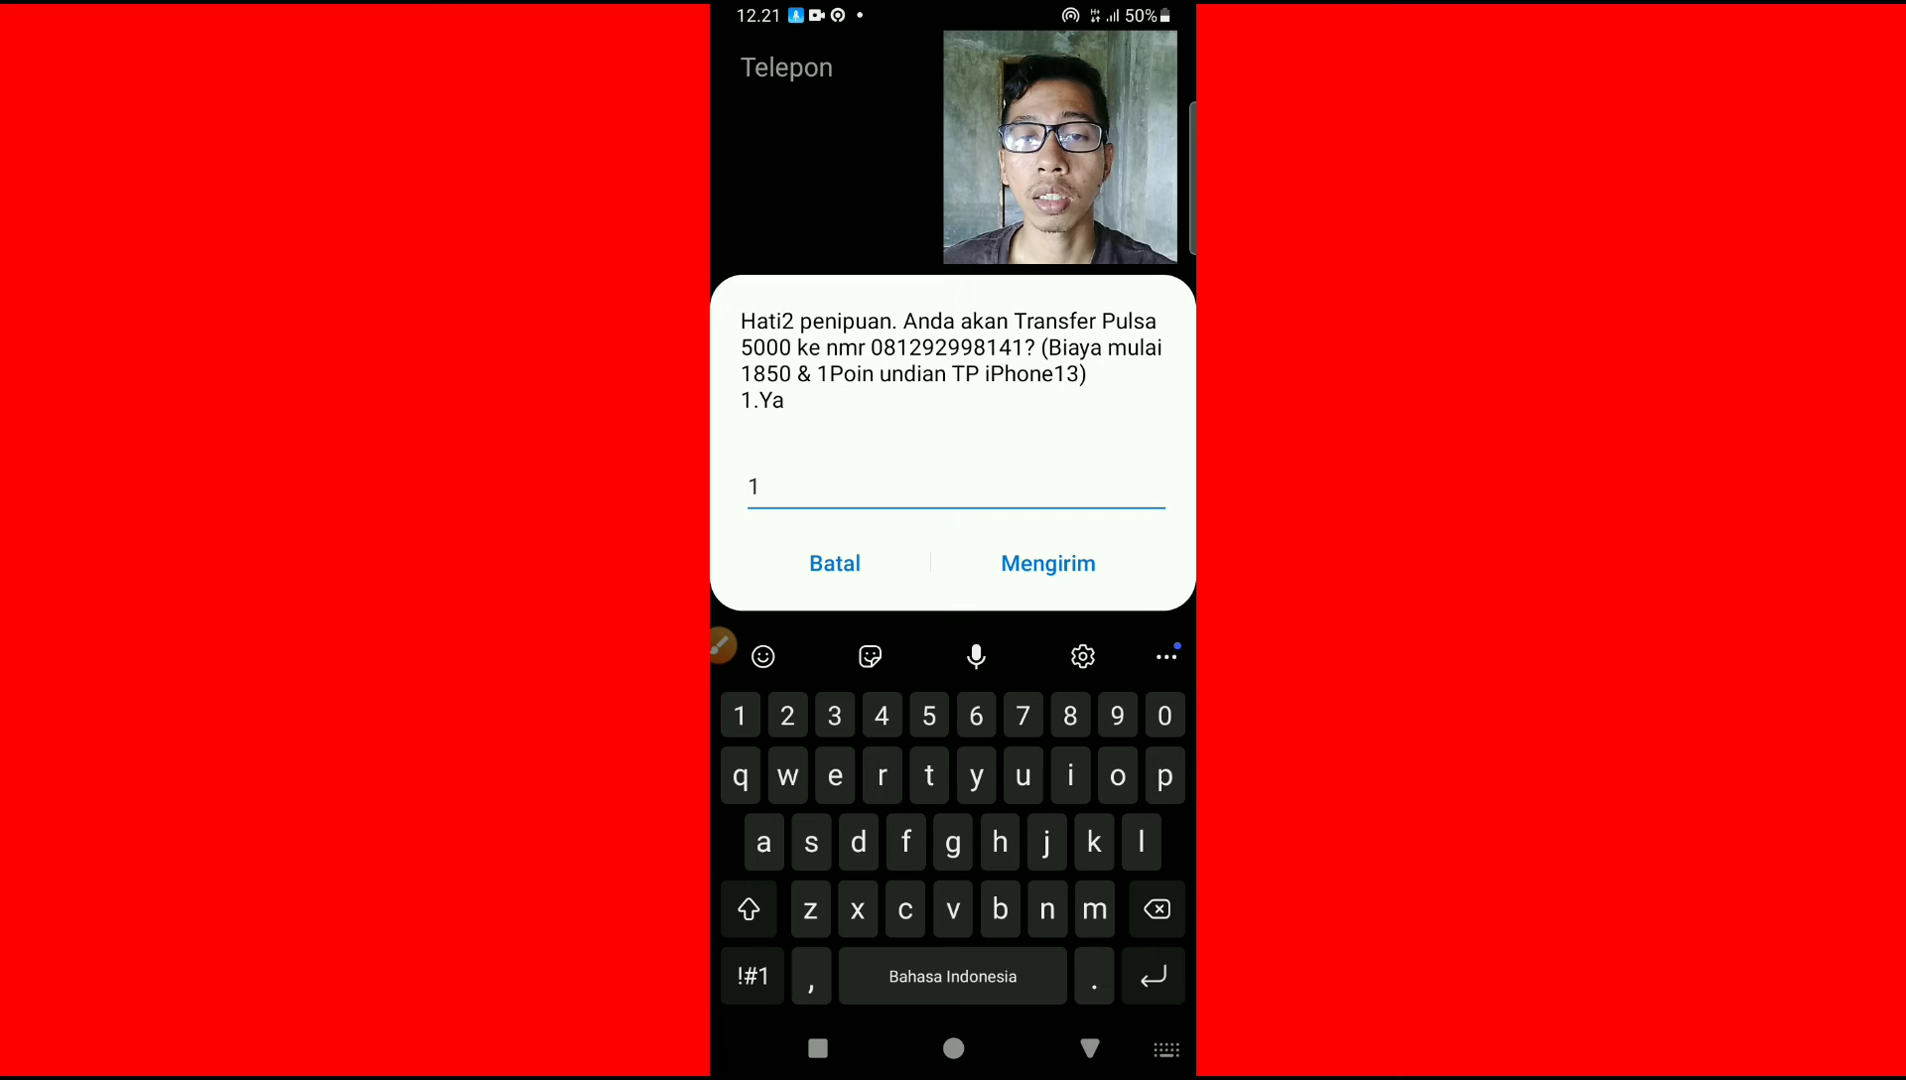 12.21
50%
Telepon
Hati2 penipuan. Anda akan Transfer Pulsa
5000 ke nmr 081292998141? (Biaya mulai
1850 & 1Poin undian TP iPhone13)
1.Ya
1
Batal
Mengirim
1 2 3 4 5 6 7 8 9 0
q w e r t y u i o p
a s d f g h j k l
z x c v b n m
!#1 , Bahasa Indonesia .